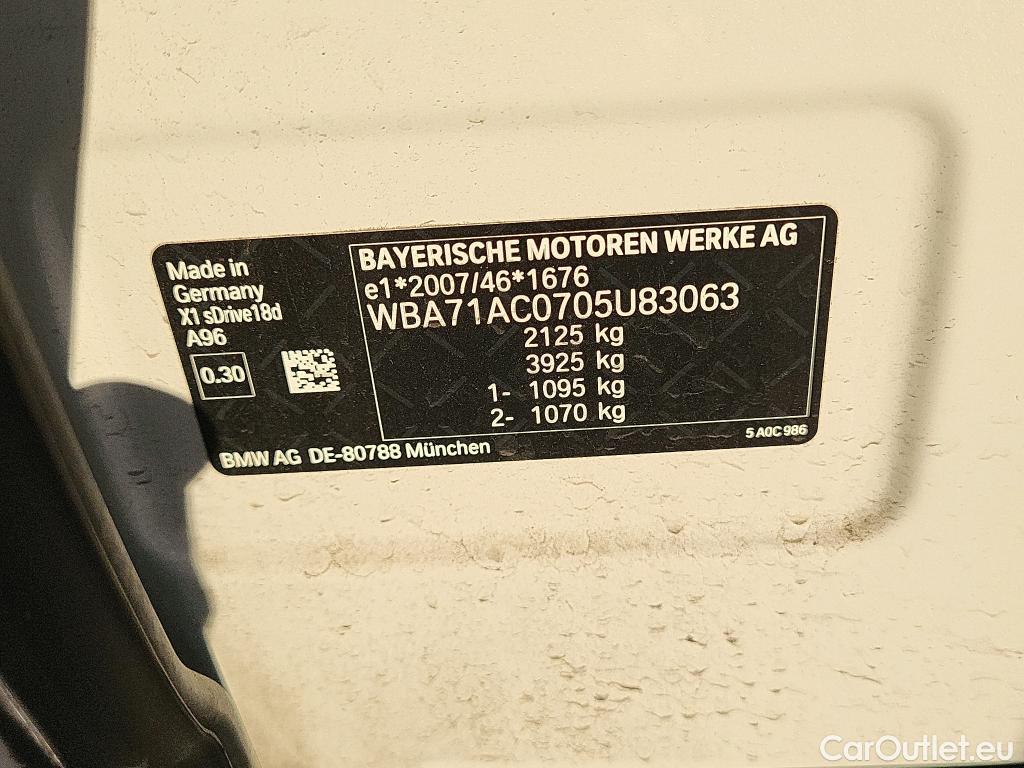 Made in
Germany
X1 sDrive18d
A96
0.30
BAYERISCHE MOTOREN WERKE AG
e1*2007/46*1676
WBA71AC0705U83063
2125 kg
3925 kg
1- 1095 kg
2- 1070 kg
BMW AG DE-80788 München
5 A0C 986
CarOutlet.eu